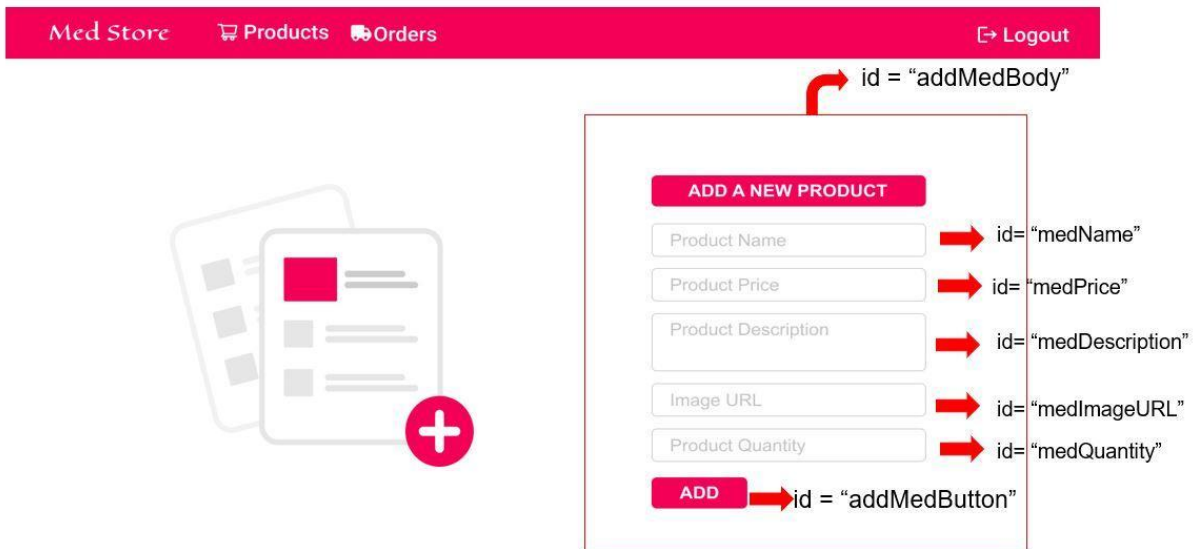 Med Store Products Orders Logout
id = “addMedBody”
ADD A NEW PRODUCT
Product Name id= “medName”
Product Price id= “medPrice”
Product Description id= “medDescription”
Image URL id= “medImageURL”
Product Quantity id= “medQuantity”
ADD id = “addMedButton”